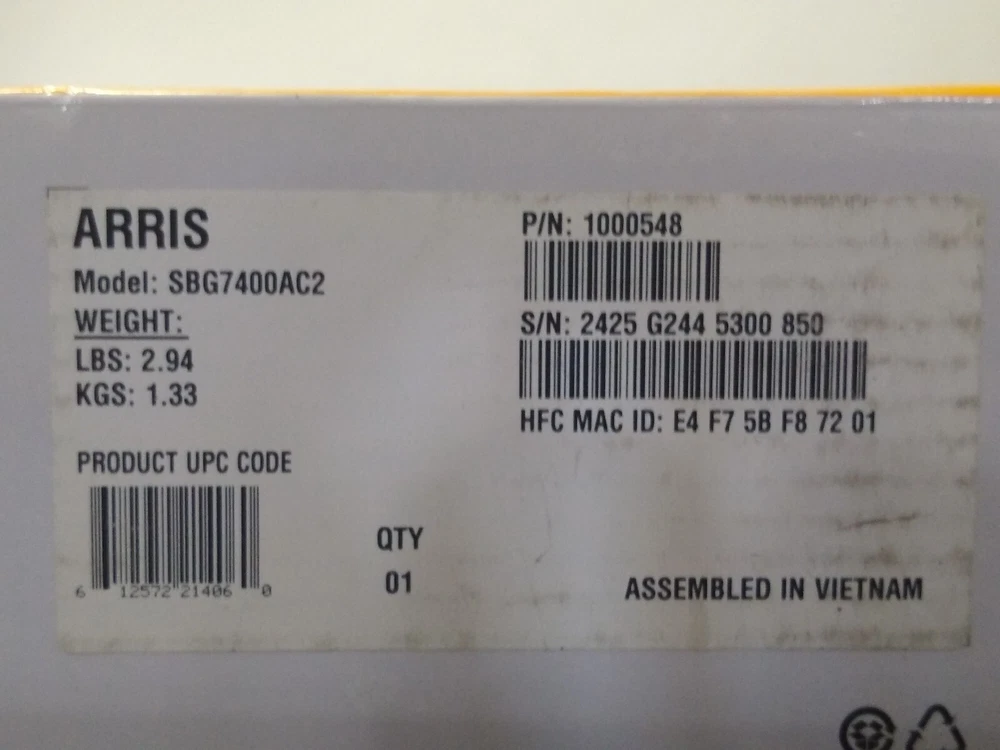 ARRIS
Model: SBG7400AC2
WEIGHT:
LBS: 2.94
KGS: 1.33
PRODUCT UPC CODE
6 12572 21406 0
QTY
01
P/N: 1000548
S/N: 2425 G244 5300 850
HFC MAC ID: E4 F7 5B F8 72 01
ASSEMBLED IN VIETNAM